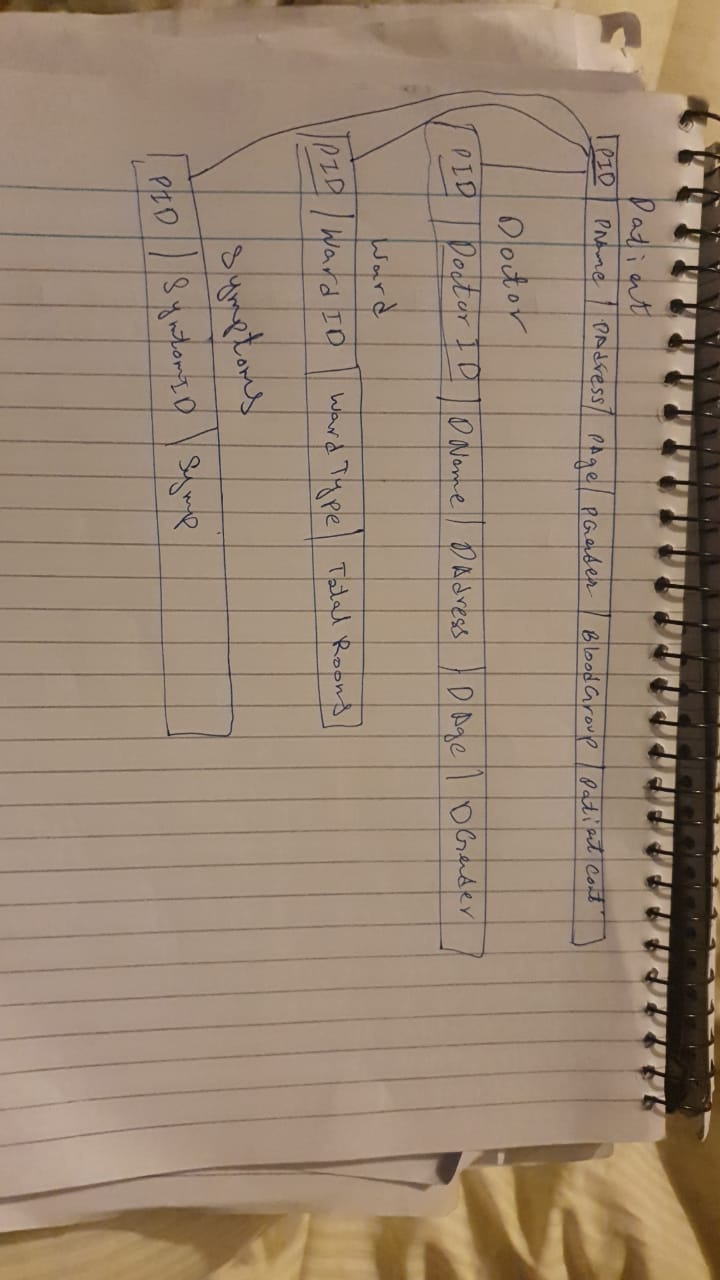 Patient
PID PName PAdress PAge PGender BloodGroup Patient Cont
Doctor
PID Doctor ID DName DAdress DAge DGender
Ward
PID Ward ID Ward Type Total Rooms
Symptoms
PID SymtomID Symp